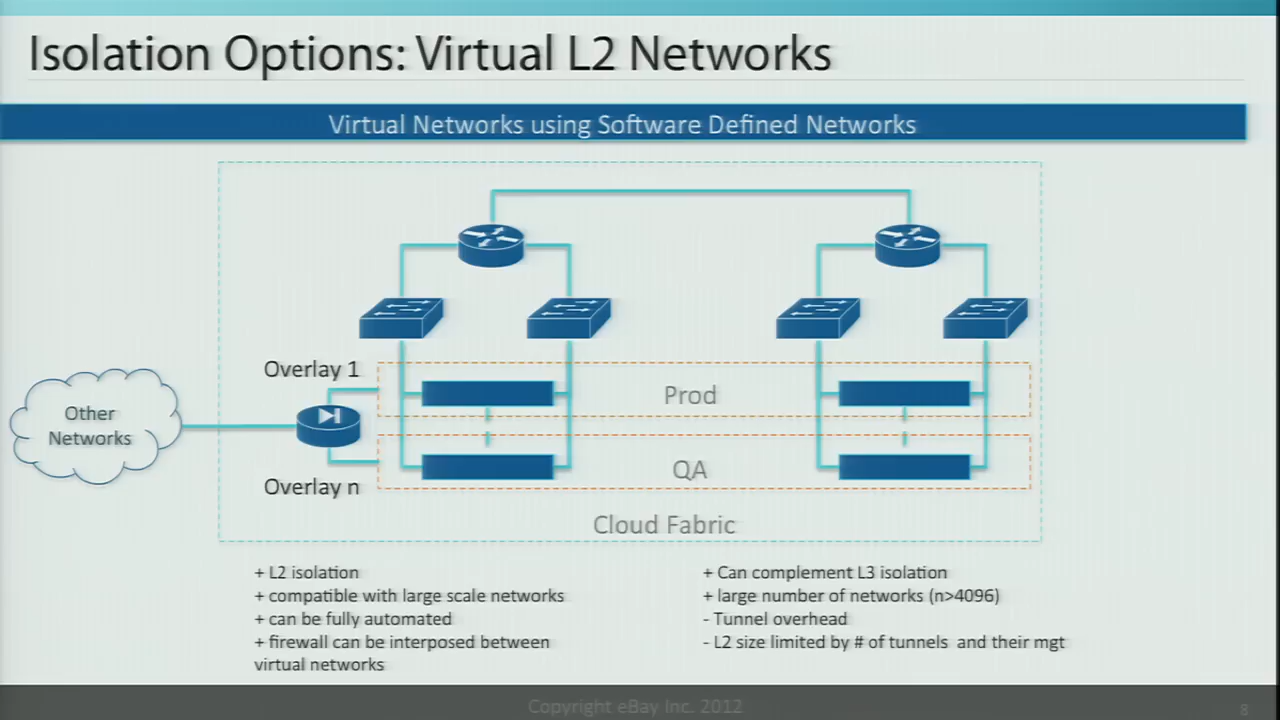 Isolation Options: Virtual L2 Networks
Virtual Networks using Software Defined Networks
Overlay 1
Prod
Other
Networks
QA
Overlay n
Cloud Fabric
+ L2 isolation
+ compatible with large scale networks
+ can be fully automated
+ firewall can be interposed between
virtual networks
+ Can complement L3 isolation
+ large number of networks (n>4096)
- Tunnel overhead
- L2 size limited by # of tunnels and their mgt
Copyright eBay Inc. 2012
8